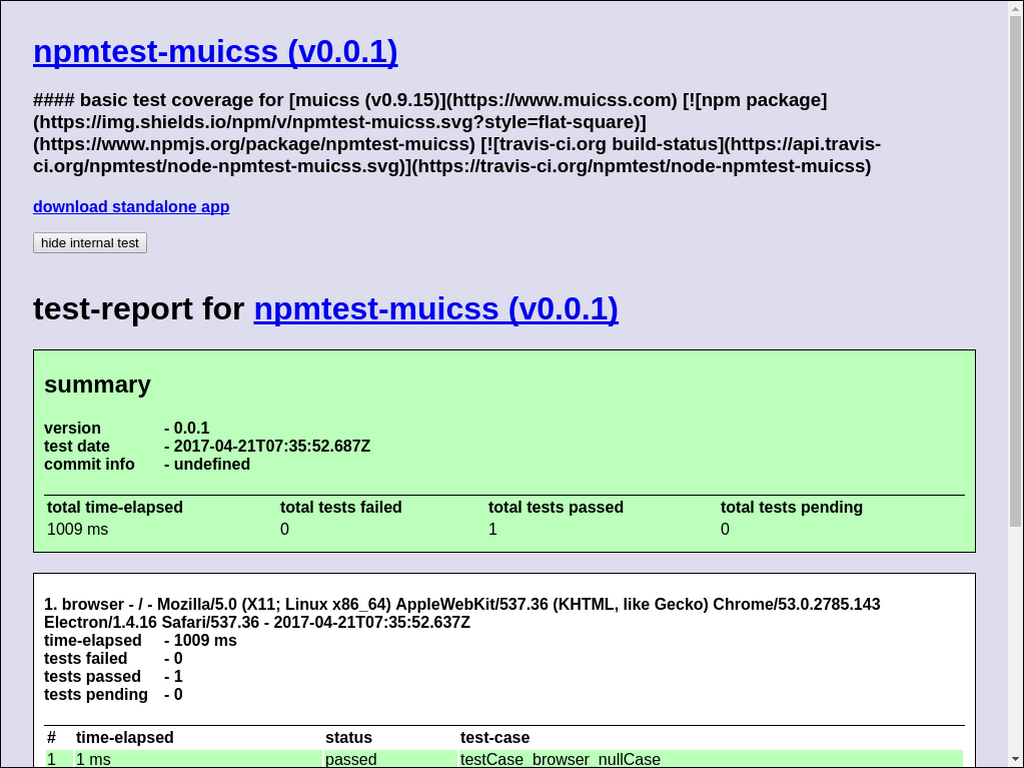 npmtest-muicss (v0.0.1)
#### basic test coverage for [muicss (v0.9.15)](https://www.muicss.com) [![npm package]
(https://img.shields.io/npm/v/npmtest-muicss.svg?style=flat-square)]
(https://www.npmjs.org/package/npmtest-muicss) [![travis-ci.org build-status](https://api.travis-
ci.org/npmtest/node-npmtest-muicss.svg)](https://travis-ci.org/npmtest/node-npmtest-muicss)
download standalone app
hide internal test
test-report for npmtest-muicss (v0.0.1)
summary
version - 0.0.1
test date - 2017-04-21T07:35:52.687Z
commit info - undefined
total time-elapsed total tests failed total tests passed total tests pending
1009 ms 0 1 0
1. browser - / - Mozilla/5.0 (X11; Linux x86_64) AppleWebKit/537.36 (KHTML, like Gecko) Chrome/53.0.2785.143
Electron/1.4.16 Safari/537.36 - 2017-04-21T07:35:52.637Z
time-elapsed - 1009 ms
tests failed - 0
tests passed - 1
tests pending - 0
# time-elapsed status test-case
1 1 ms passed testCase_browser_nullCase